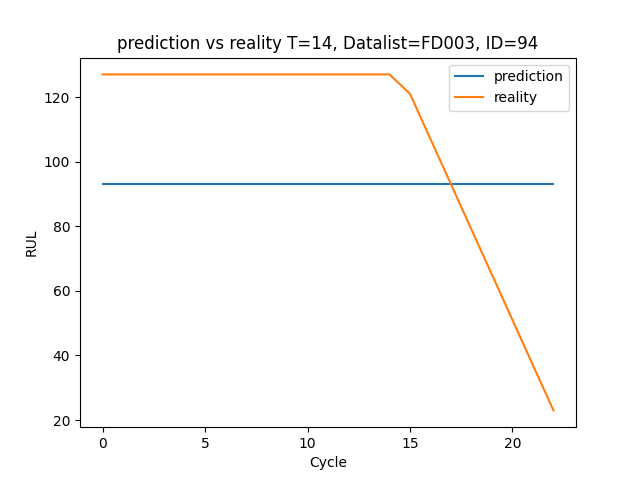 prediction vs reality T=14, Datalist=FD003, ID=94
prediction
reality
120
100
80
60
40
20
RUL
0 5 10 15 20
Cycle